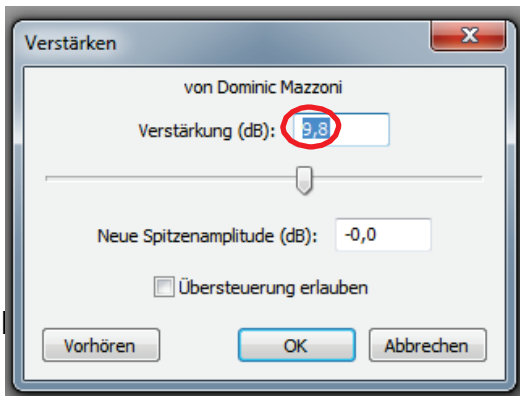 Verstärken
von Dominic Mazzoni
Verstärkung (dB): 9,8
Neue Spitzenamplitude (dB): -0,0
Übersteuerung erlauben
Vorhören OK Abbrechen